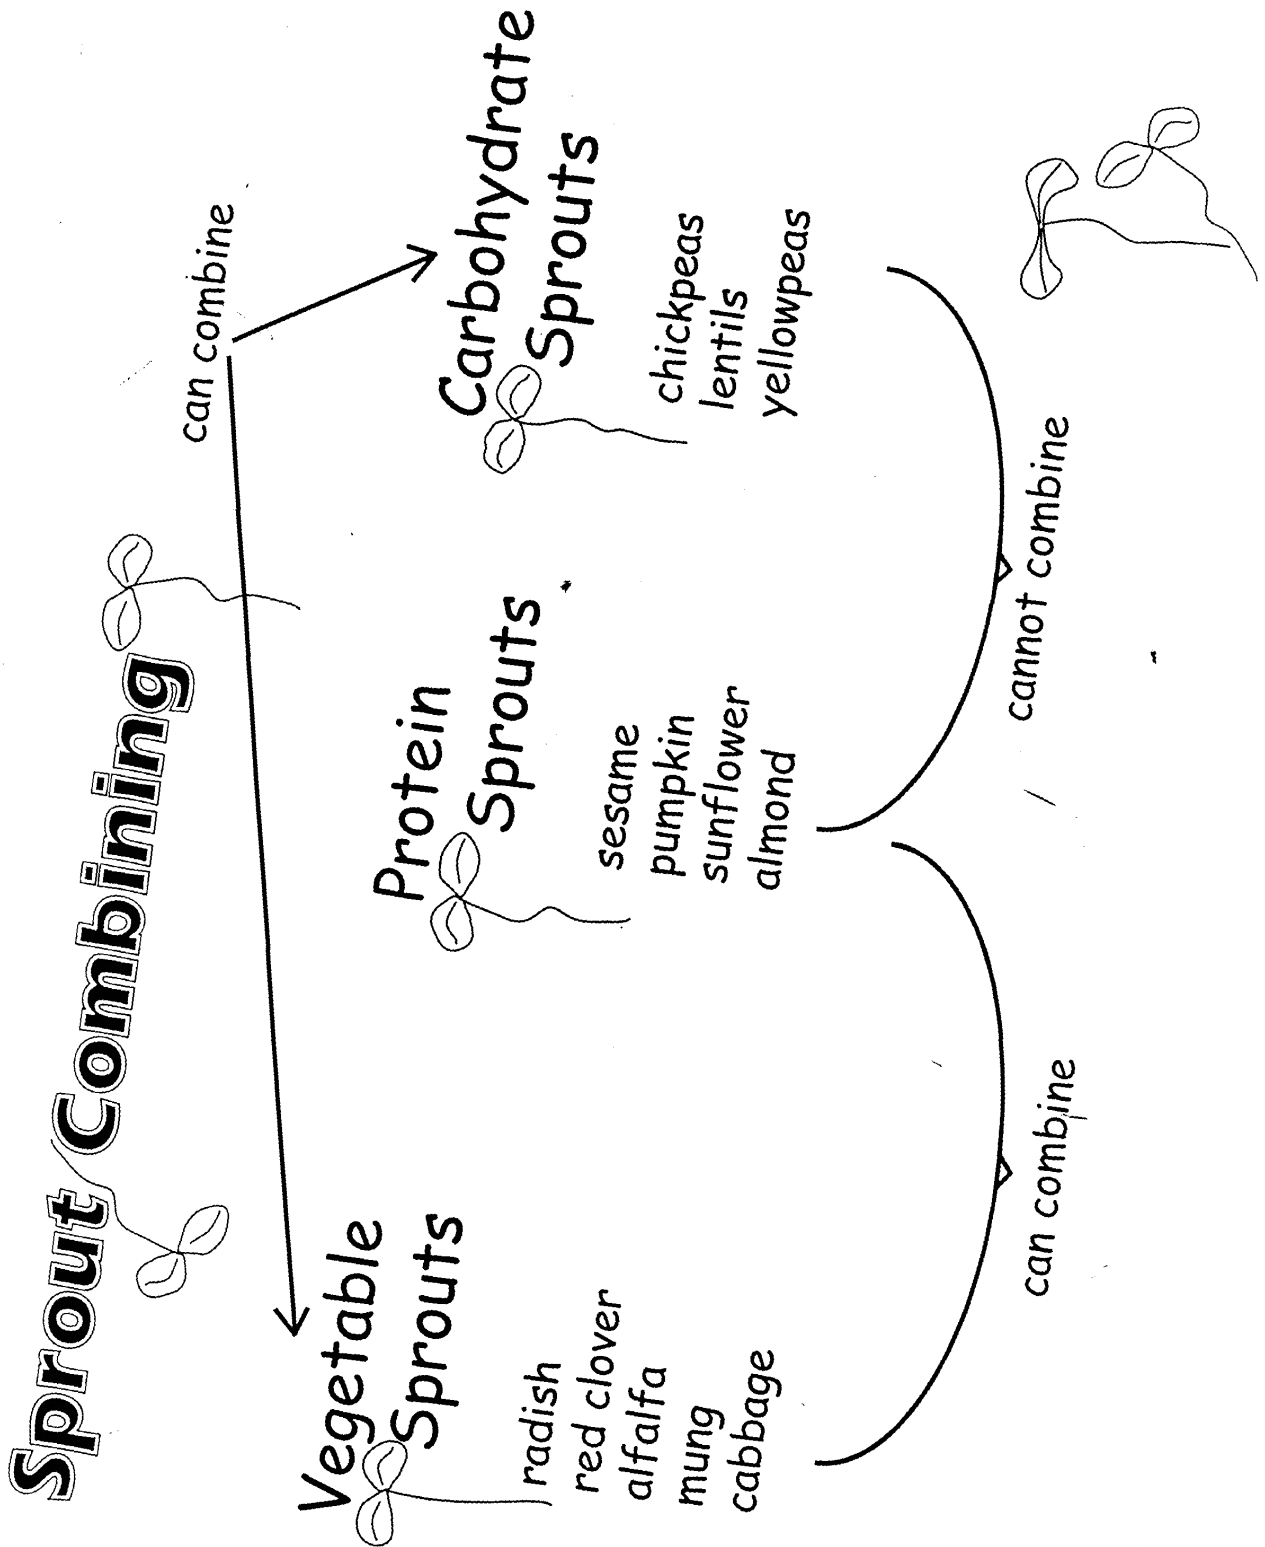 Sprout Combining
can combine
Vegetable
Sprouts
radish
red clover
alfalfa
mung
cabbage
Protein
Sprouts
sesame
pumpkin
sunflower
almond
Carbohydrate
Sprouts
chickpeas
lentils
yellowpeas
can combine
cannot combine